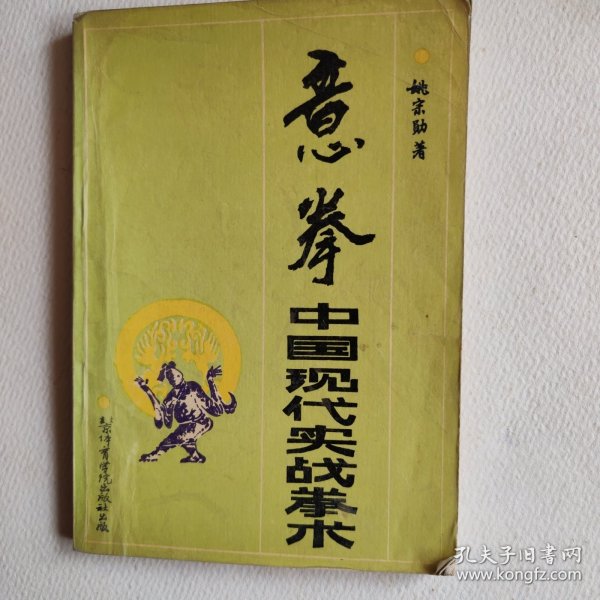 姚宗勋著
意拳
中国现代实战拳术
北京体育学院出版社出版
孔夫子旧书网
www.kongfz.com